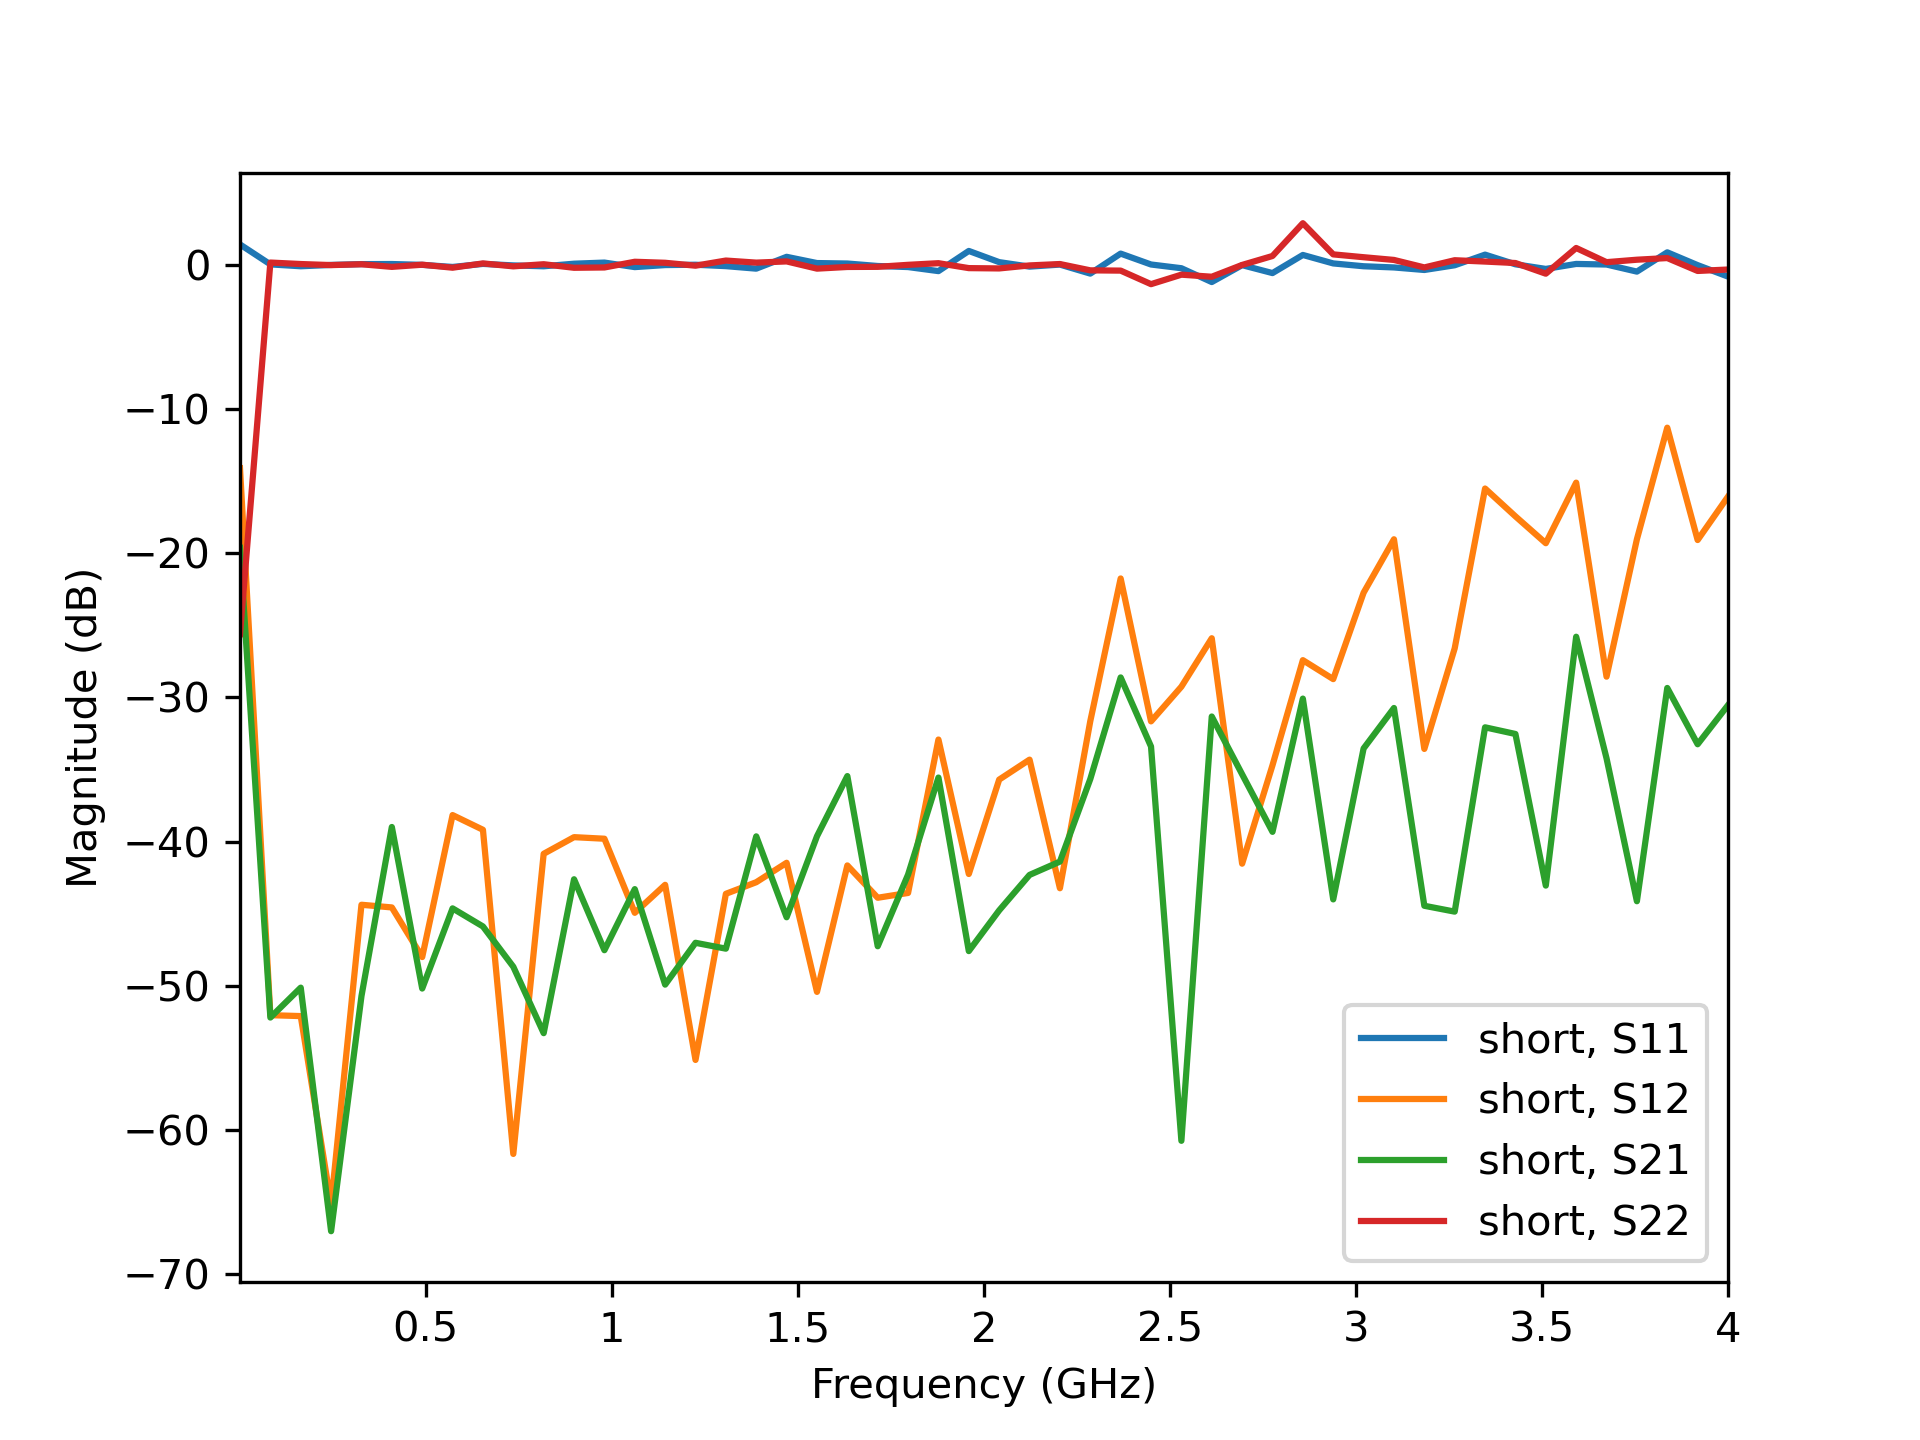 0
−10
−20
−30
−40
−50
−60
−70
Magnitude (dB)
0.5 1 1.5 2 2.5 3 3.5 4
Frequency (GHz)
short, S11
short, S12
short, S21
short, S22